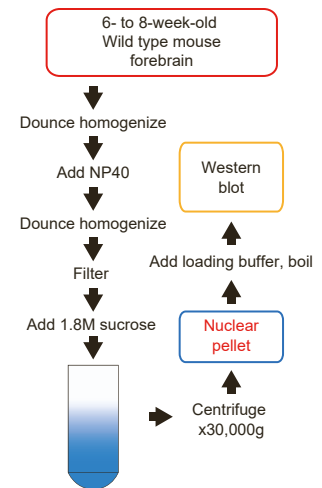 6- to 8-week-old
Wild type mouse
forebrain
Dounce homogenize
Add NP40
Dounce homogenize
Filter
Add 1.8M sucrose
Centrifuge
x30,000g
Nuclear
pellet
Add loading buffer, boil
Western
blot